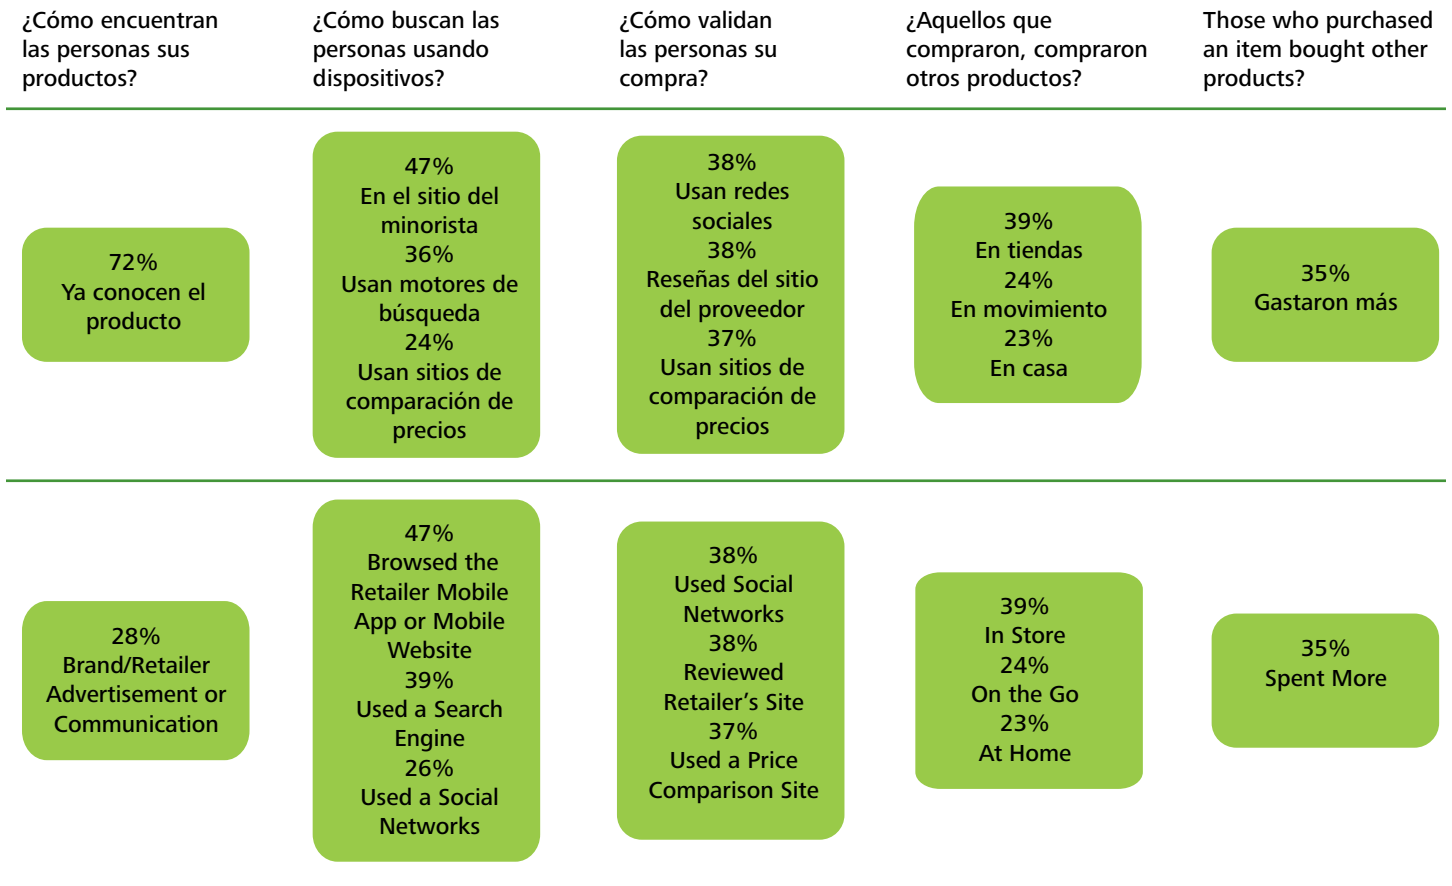 ¿Cómo encuentran
las personas sus
productos?
¿Cómo buscan las
personas usando
dispositivos?
¿Cómo validan
las personas su
compra?
¿Aquellos que
compraron, compraron
otros productos?
Those who purchased
an item bought other
products?
72%
Ya conocen el
producto
47%
En el sitio del
minorista
36%
Usan motores de
búsqueda
24%
Usan sitios de
comparación de
precios
38%
Usan redes
sociales
38%
Reseñas del sitio
del proveedor
37%
Usan sitios de
comparación de
precios
39%
En tiendas
24%
En movimiento
23%
En casa
35%
Gastaron más
28%
Brand/Retailer
Advertisement or
Communication
47%
Browsed the
Retailer Mobile
App or Mobile
Website
39%
Used a Search
Engine
26%
Used a Social
Networks
38%
Used Social
Networks
38%
Reviewed
Retailer’s Site
37%
Used a Price
Comparison Site
39%
In Store
24%
On the Go
23%
At Home
35%
Spent More